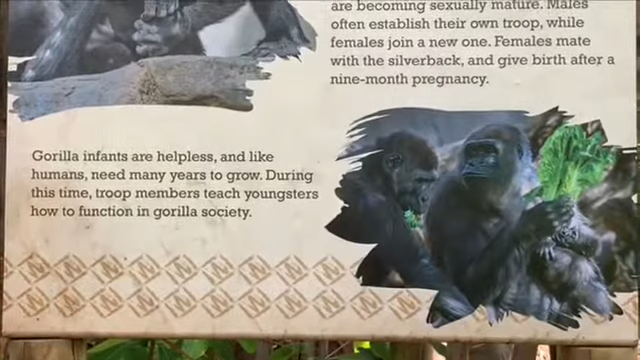 are becoming sexually mature. Males
often establish their own troop, while
females join a new one. Females mate
with the silverback, and give birth after a
nine-month pregnancy.
Gorilla infants are helpless, and like
humans, need many years to grow. During
this time, troop members teach youngsters
how to function in gorilla society.